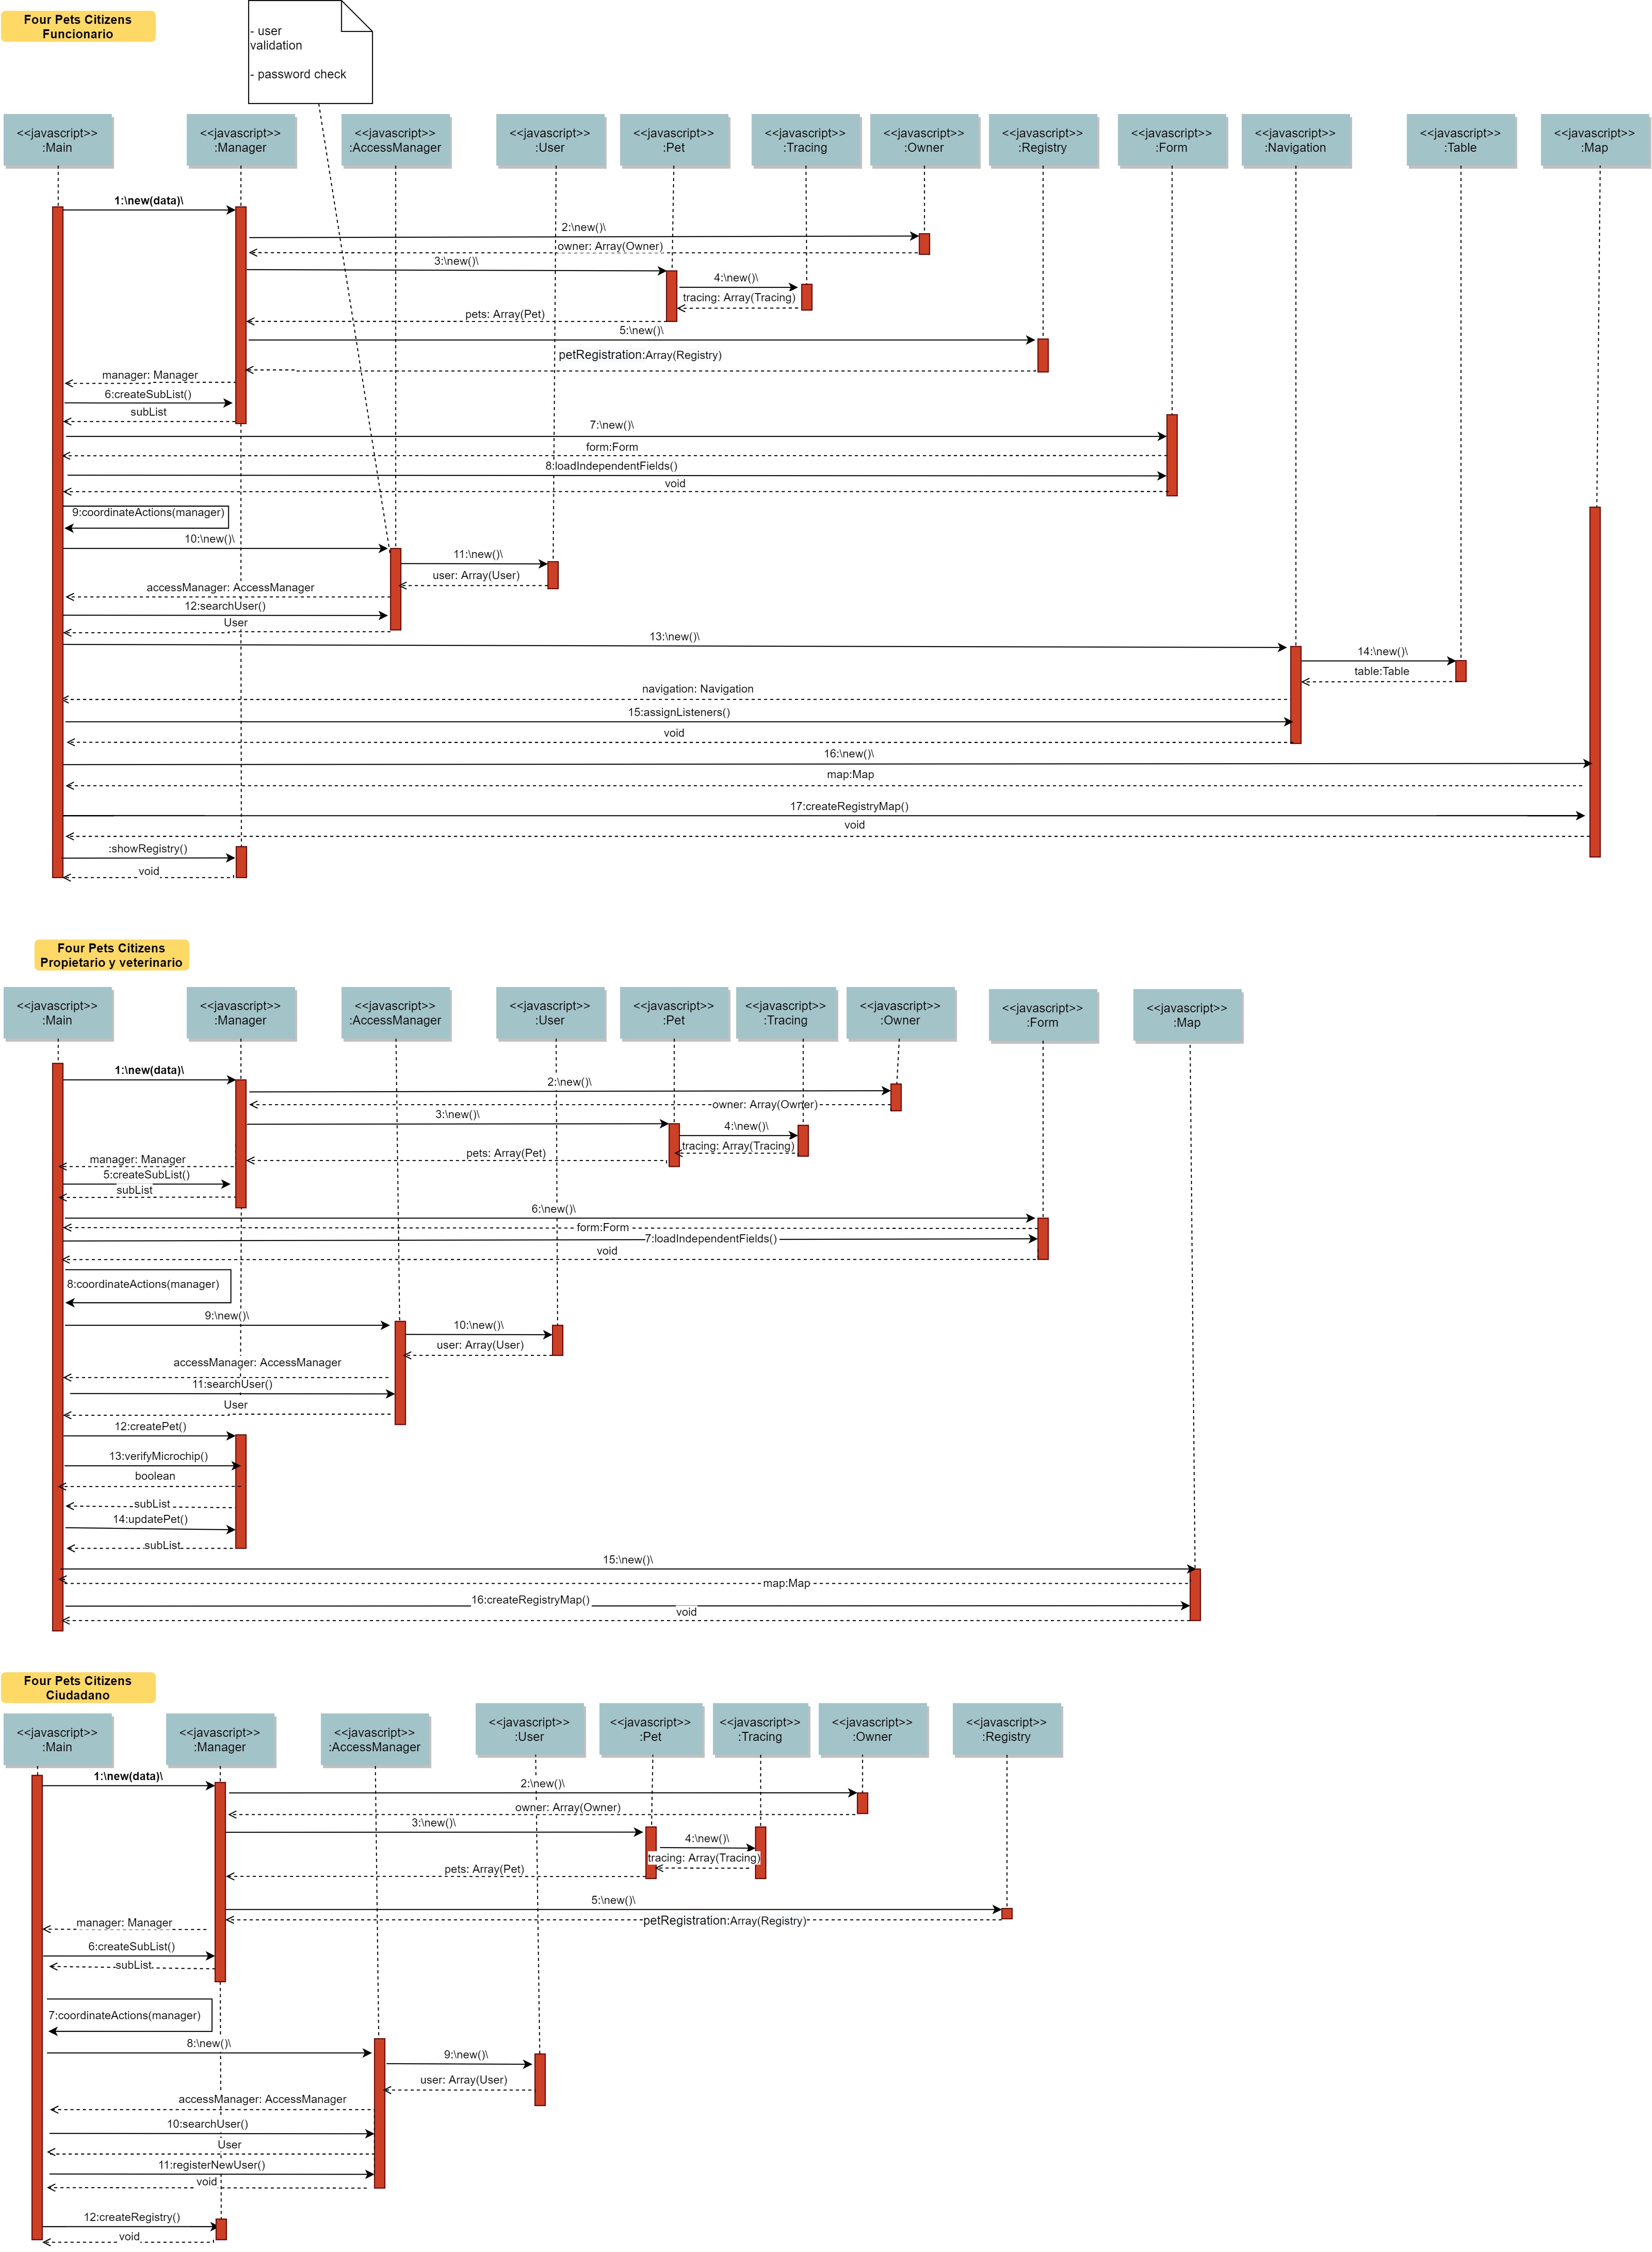 Four Pets Citizens
Funcionario
- user
validation
- password check
<<javascript>>
:Main
<<javascript>>
:Manager
<<javascript>>
:AccessManager
<<javascript>>
:User
<<javascript>>
:Pet
<<javascript>>
:Tracing
<<javascript>>
:Owner
<<javascript>>
:Registry
<<javascript>>
:Form
<<javascript>>
:Navigation
<<javascript>>
:Table
<<javascript>>
:Map
1:\new(data)\
2:\new()\
owner: Array(Owner)
3:\new()\
4:\new()\
tracing: Array(Tracing)
pets: Array(Pet)
5:\new()\
petRegistration:Array(Registry)
manager: Manager
6:createSubList()
subList
7:\new()\
form:Form
8:loadIndependentFields()
void
9:coordinateActions(manager)
10:\new()\
11:\new()\
user: Array(User)
accessManager: AccessManager
12:searchUser()
User
13:\new()\
14:\new()\
table:Table
navigation: Navigation
15:assignListeners()
void
16:\new()\
map:Map
17:createRegistryMap()
void
:showRegistry()
void
Four Pets Citizens
Propietario y veterinario
<<javascript>>
:Main
<<javascript>>
:Manager
<<javascript>>
:AccessManager
<<javascript>>
:User
<<javascript>>
:Pet
<<javascript>>
:Tracing
<<javascript>>
:Owner
<<javascript>>
:Form
<<javascript>>
:Map
1:\new(data)\
2:\new()\
owner: Array(Owner)
3:\new()\
4:\new()\
tracing: Array(Tracing)
pets: Array(Pet)
manager: Manager
5:createSubList()
subList
6:\new()\
form:Form
7:loadIndependentFields()
void
8:coordinateActions(manager)
9:\new()\
10:\new()\
user: Array(User)
accessManager: AccessManager
11:searchUser()
User
12:createPet()
13:verifyMicrochip()
boolean
subList
14:updatePet()
subList
15:\new()\
map:Map
16:createRegistryMap()
void
Four Pets Citizens
Ciudadano
<<javascript>>
:Main
<<javascript>>
:Manager
<<javascript>>
:AccessManager
<<javascript>>
:User
<<javascript>>
:Pet
<<javascript>>
:Tracing
<<javascript>>
:Owner
<<javascript>>
:Registry
1:\new(data)\
2:\new()\
owner: Array(Owner)
3:\new()\
4:\new()\
tracing: Array(Tracing)
pets: Array(Pet)
5:\new()\
petRegistration:Array(Registry)
manager: Manager
6:createSubList()
subList
7:coordinateActions(manager)
8:\new()\
9:\new()\
user: Array(User)
accessManager: AccessManager
10:searchUser()
User
11:registerNewUser()
void
12:createRegistry()
void